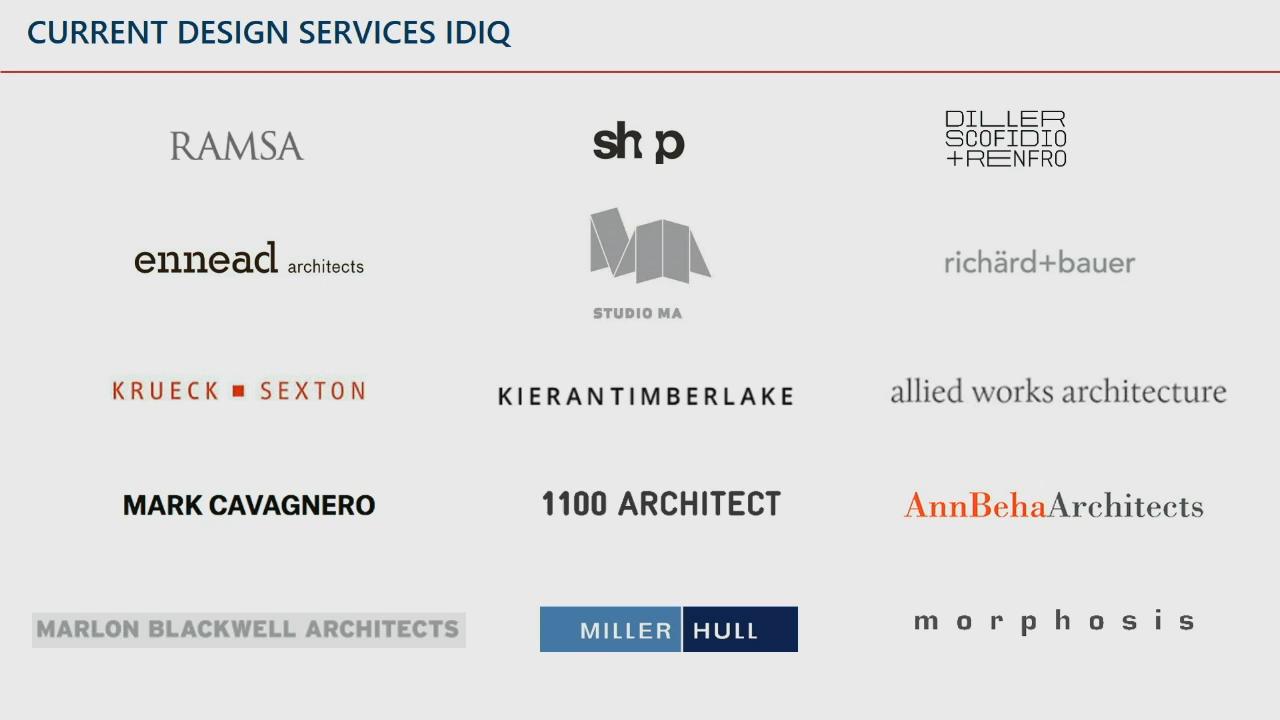 CURRENT DESIGN SERVICES IDIQ
RAMSA
shop
DILLER
SCOFIDIO
+RENFRO
ennead architects
STUDIO MA
richärd+bauer
KRUECK ■ SEXTON
KIERANTIMBERLAKE
allied works architecture
MARK CAVAGNERO
1100 ARCHITECT
AnnBehaArchitects
MARLON BLACKWELL ARCHITECTS
MILLER HULL
morphosis